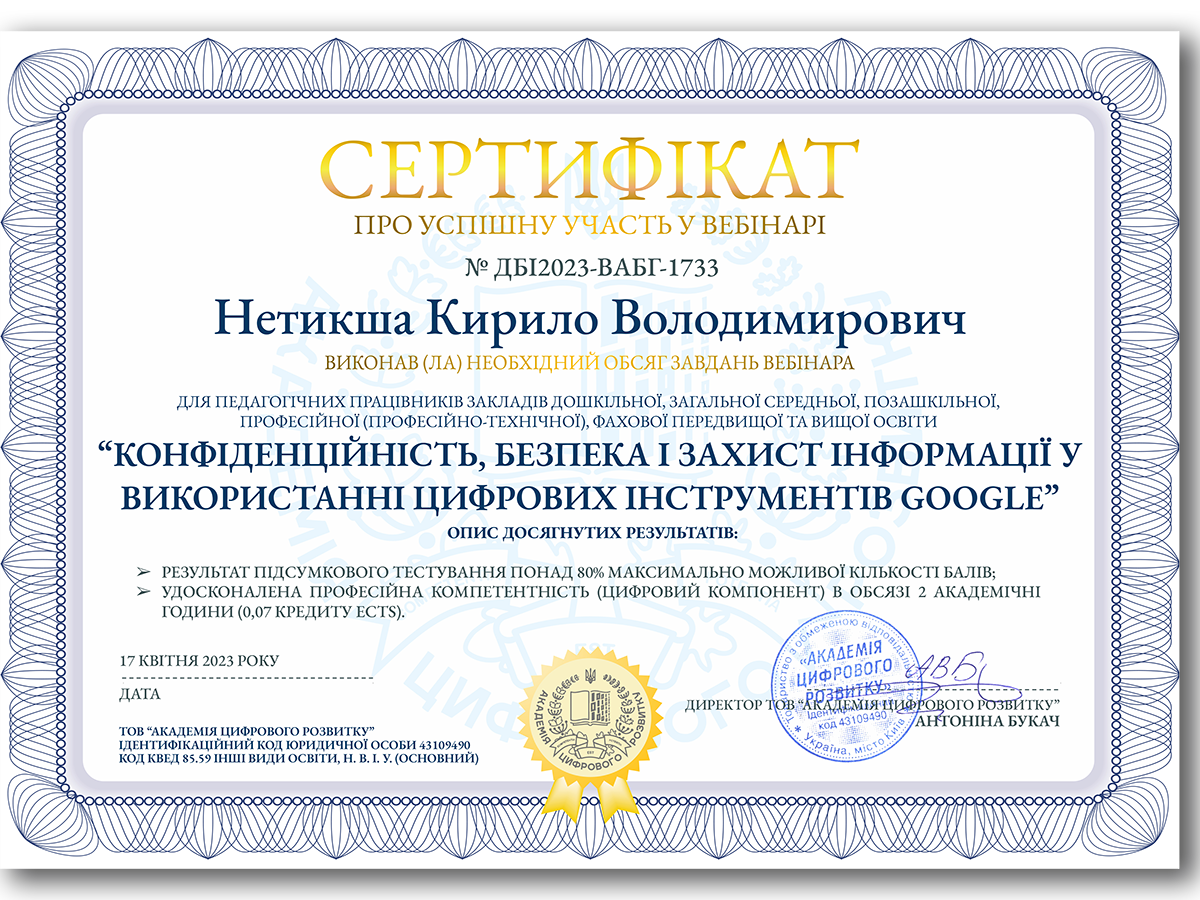 СЕРТИФІКАТ
ПРО УСПІШНУ УЧАСТЬ У ВЕБІНАРІ
№ ДБІ2023-ВАБГ-1733
Нетикша Кирило Володимирович
ВИКОНАВ (ЛА) НЕОБХІДНИЙ ОБСЯГ ЗАВДАНЬ ВЕБІНАРА
ДЛЯ ПЕДАГОГІЧНИХ ПРАЦІВНИКІВ ЗАКЛАДІВ ДОШКІЛЬНОЇ, ЗАГАЛЬНОЇ СЕРЕДНЬОЇ, ПОЗАШКІЛЬНОЇ,
ПРОФЕСІЙНОЇ (ПРОФЕСІЙНО-ТЕХНІЧНОЇ), ФАХОВОЇ ПЕРЕДВИЩОЇ ТА ВИЩОЇ ОСВІТИ
“КОНФІДЕНЦІЙНІСТЬ, БЕЗПЕКА І ЗАХИСТ ІНФОРМАЦІЇ У
ВИКОРИСТАННІ ЦИФРОВИХ ІНСТРУМЕНТІВ GOOGLE”
ОПИС ДОСЯГНУТИХ РЕЗУЛЬТАТІВ:
➢ РЕЗУЛЬТАТ ПІДСУМКОВОГО ТЕСТУВАННЯ ПОНАД 80% МАКСИМАЛЬНО МОЖЛИВОЇ КІЛЬКОСТІ БАЛІВ;
➢ УДОСКОНАЛЕНА ПРОФЕСІЙНА КОМПЕТЕНТНІСТЬ (ЦИФРОВИЙ КОМПОНЕНТ) В ОБСЯЗІ 2 АКАДЕМІЧНІ
ГОДИНИ (0,07 КРЕДИТУ ECTS).
17 КВІТНЯ 2023 РОКУ
ДАТА
ТОВ “АКАДЕМІЯ ЦИФРОВОГО РОЗВИТКУ”
ІДЕНТИФІКАЦІЙНИЙ КОД ЮРИДИЧНОЇ ОСОБИ 43109490
КОД КВЕД 85.59 ІНШІ ВИДИ ОСВІТИ, Н. В. І. У. (ОСНОВНИЙ)
АКАДЕМІЯ ЦИФРОВОГО РОЗВИТКУ
Товариство з обмеженою відповідальністю
«АКАДЕМІЯ
ЦИФРОВОГО
РОЗВИТКУ»
Ідентифікаційний
код 43109490
Україна, місто Київ
ДИРЕКТОР ТОВ “АКАДЕМІЯ ЦИФРОВОГО РОЗВИТКУ”
АНТОНІНА БУКАЧ